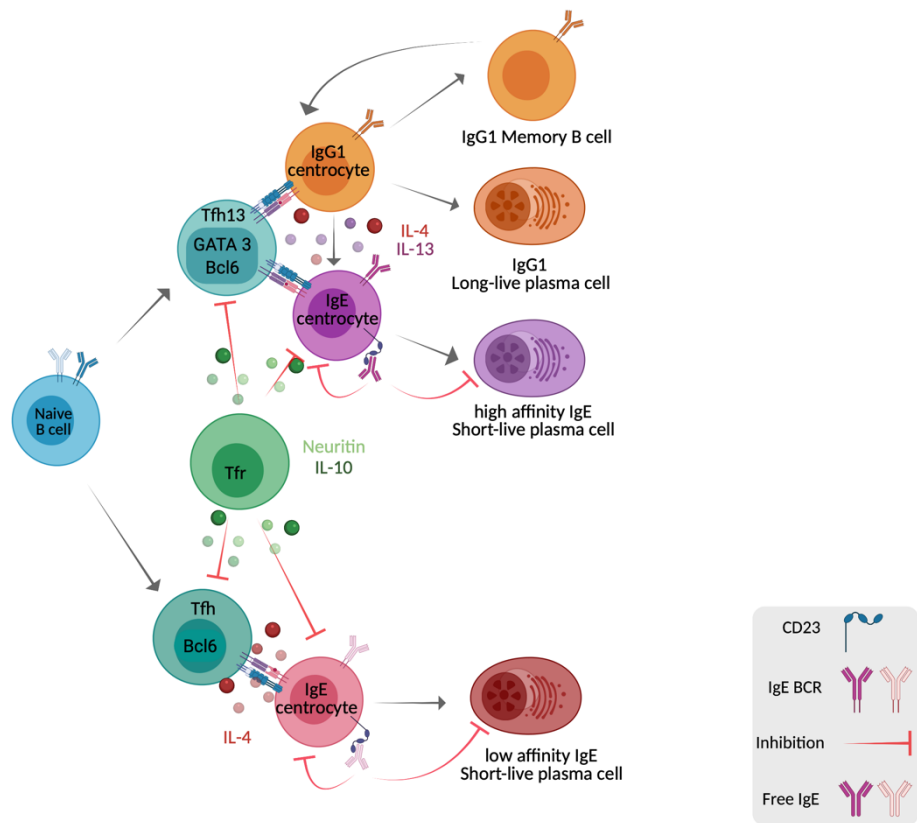 IgG1 Memory B cell
IgG1
centrocyte
Tfh13
GATA 3
Bcl6
IL-4
IL-13
IgG1
Long-live plasma cell
IgE
centrocyte
Naive
B cell
high affinity IgE
Short-live plasma cell
Neuritin
IL-10
Tfr
Tfh
Bcl6
IgE
centrocyte
IL-4
low affinity IgE
Short-live plasma cell
CD23
IgE BCR
Inhibition
Free IgE